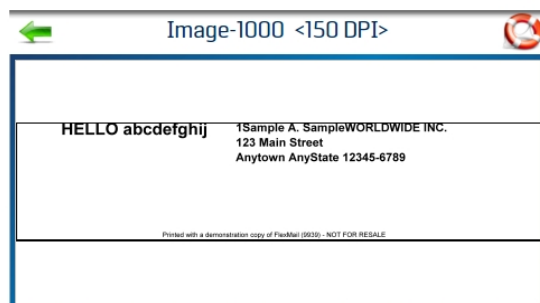 Image-1000 <150 DPI>
HELLO abcdefghij
1Sample A. SampleWORLDWIDE INC.
123 Main Street
Anytown AnyState 12345-6789
Printed with a demonstration copy of FlexMail (9939) - NOT FOR RESALE